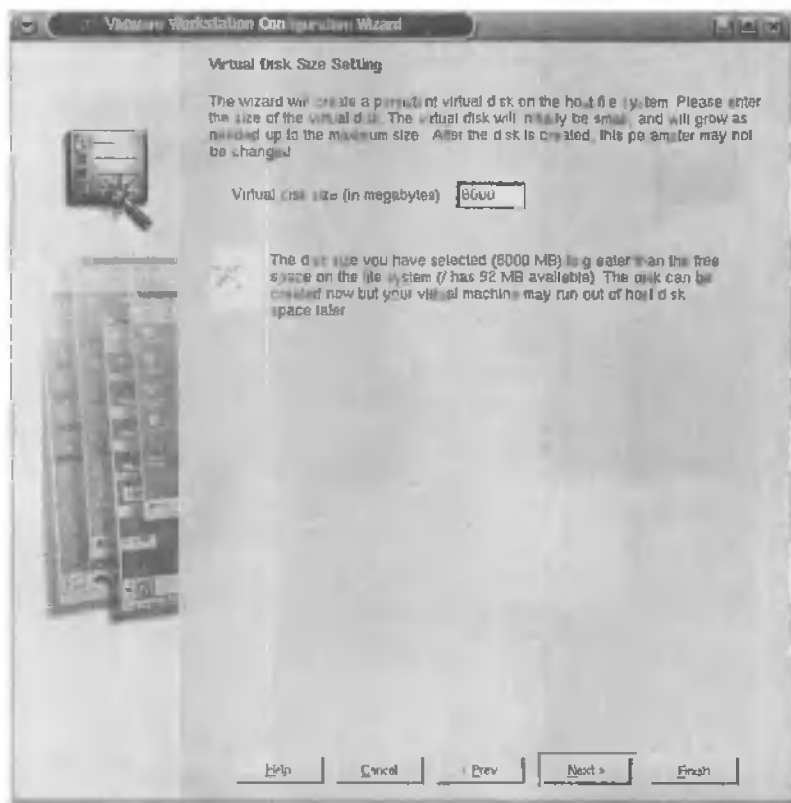 VMware Workstation Configuration Wizard
Virtual Disk Size Setting
The wizard will create a persistent virtual disk on the host file system. Please enter
the size of the virtual disk. The virtual disk will initially be small, and will grow as
needed up to the maximum size. After the disk is created, this parameter may not
be changed
Virtual disk size (in megabytes)
The disk size you have selected ( MB) is greater than the free
space on the file system (/ has 92 MB available). The disk can be
created now but your virtual machine may run out of host disk
space later
Help Cancel ‹ Prev Next » Finish